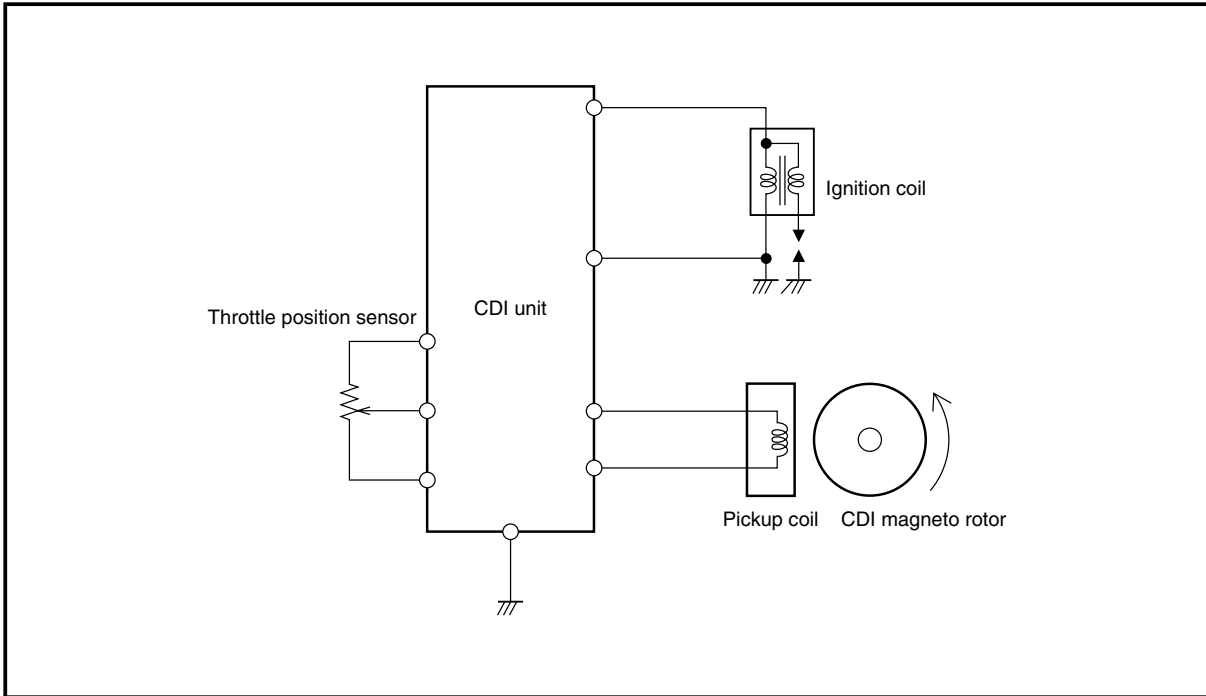 Ignition coil
Throttle position sensor
CDI unit
Pickup coil
CDI magneto rotor